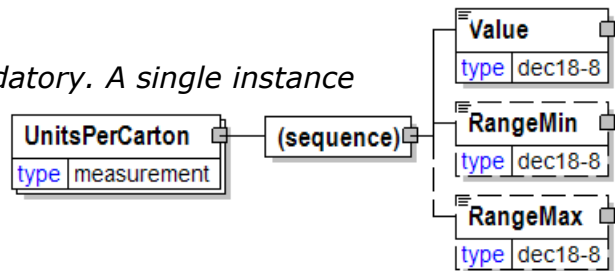 Value
type dec18-8
datory. A single instance
RangeMin
type dec18-8
UnitsPerCarton
type measurement
(sequence)
RangeMax
type dec18-8